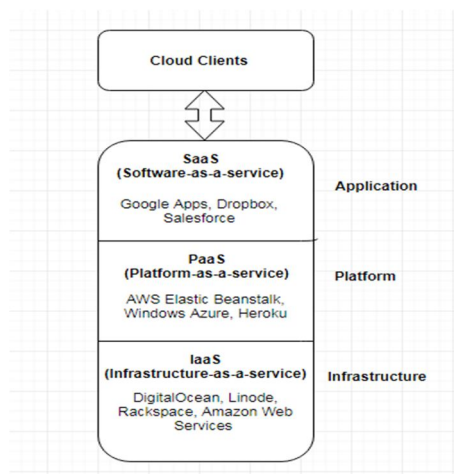 Cloud Clients
SaaS
(Software-as-a-service)
Google Apps, Dropbox,
Salesforce
Application
PaaS
(Platform-as-a-service)
AWS Elastic Beanstalk,
Windows Azure, Heroku
Platform
IaaS
(Infrastructure-as-a-service)
DigitalOcean, Linode,
Rackspace, Amazon Web
Services
Infrastructure